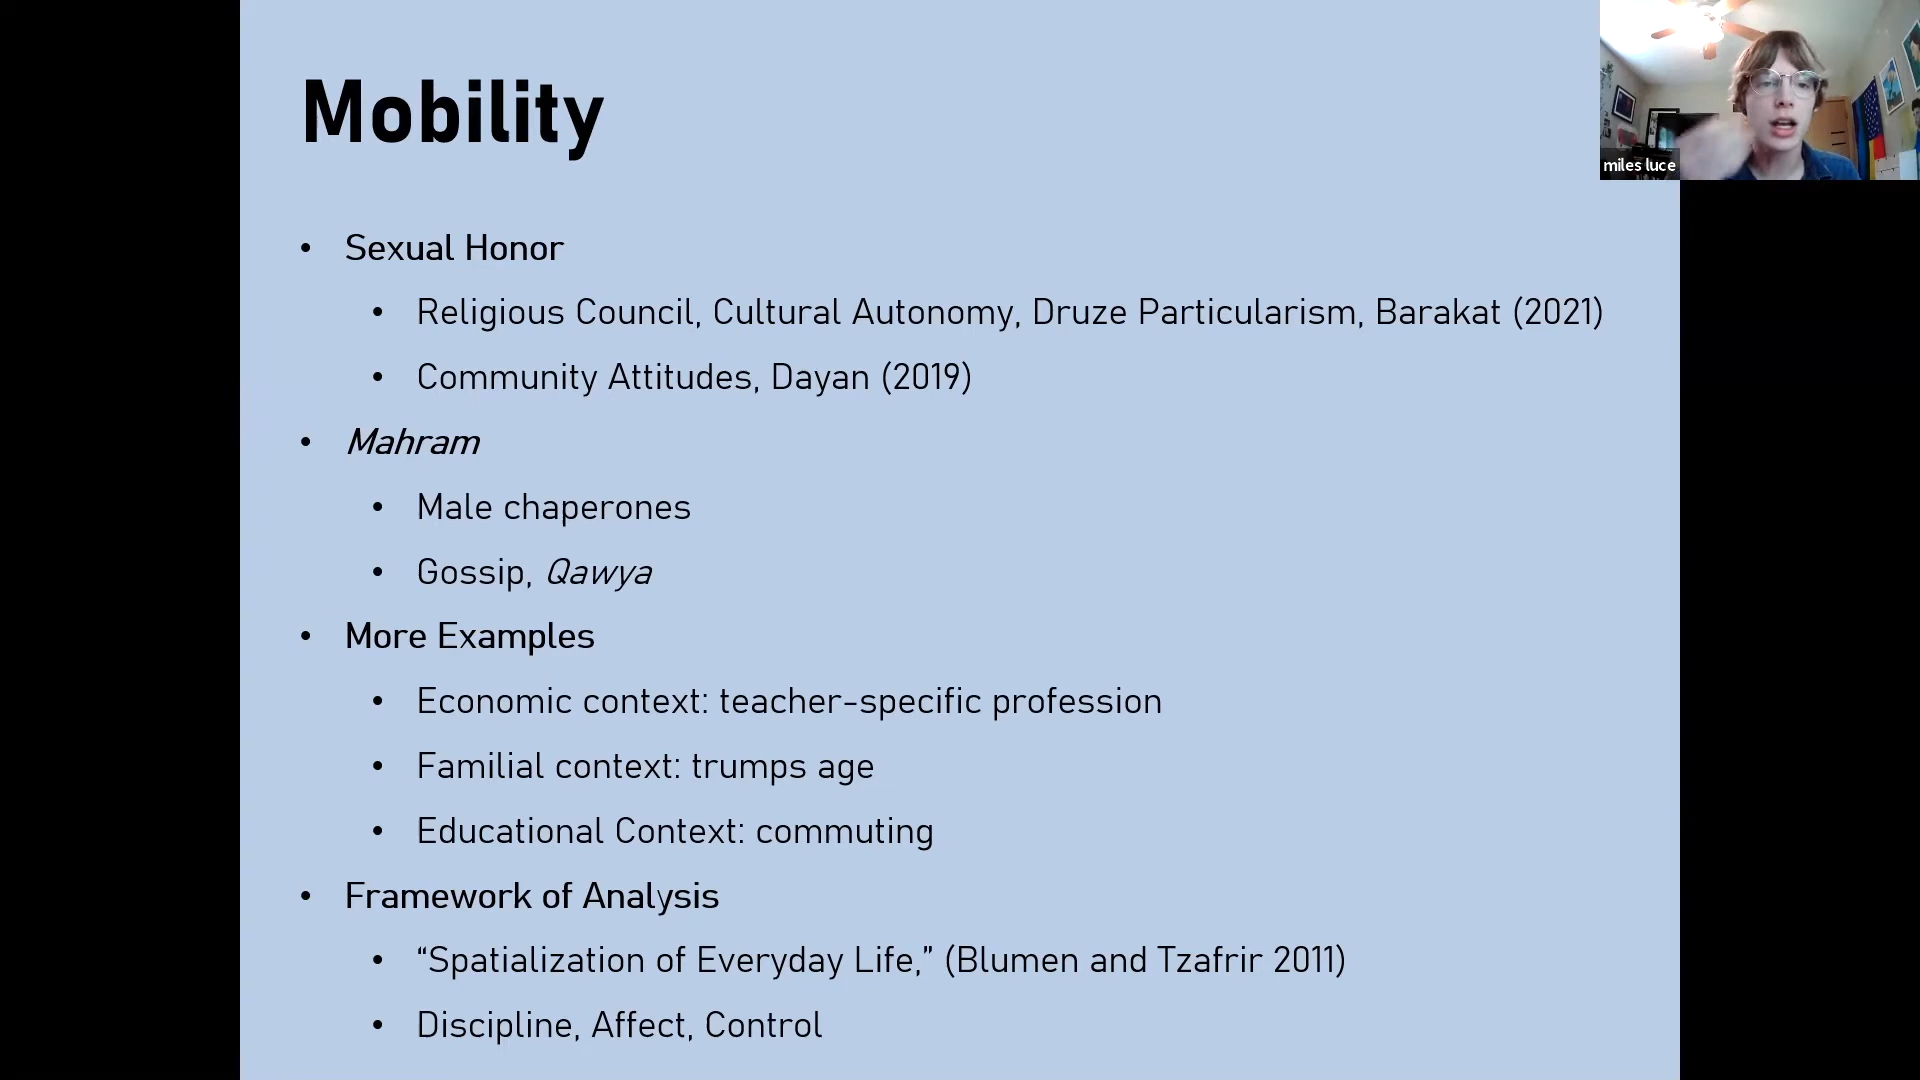 Mobility
miles luce
• Sexual Honor
• Religious Council, Cultural Autonomy, Druze Particularism, Barakat (2021)
• Community Attitudes, Dayan (2019)
• Mahram
• Male chaperones
• Gossip, Qawya
• More Examples
• Economic context: teacher-specific profession
• Familial context: trumps age
• Educational Context: commuting
• Framework of Analysis
• “Spatialization of Everyday Life,” (Blumen and Tzafrir 2011)
• Discipline, Affect, Control